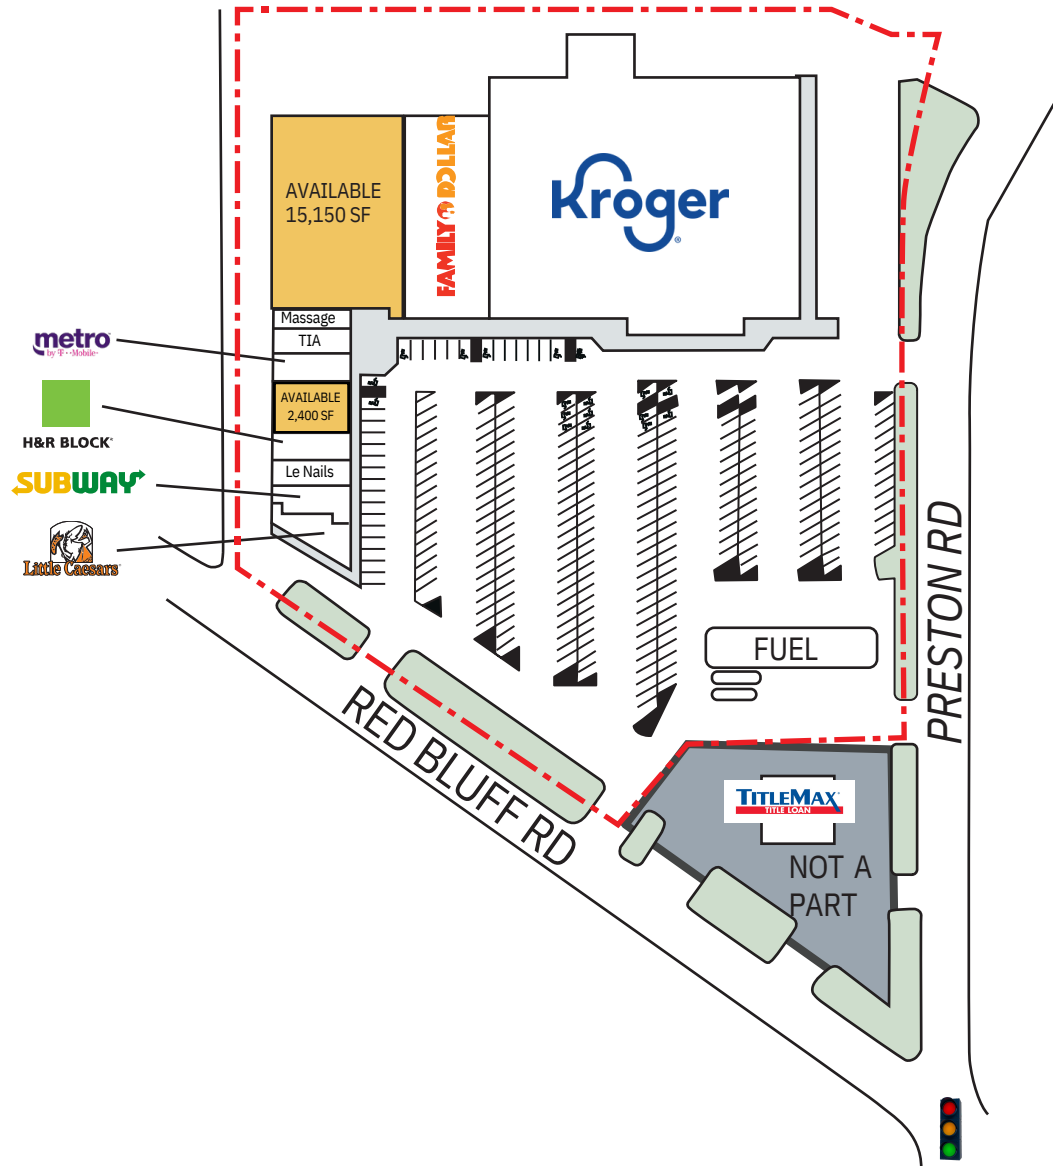 AVAILABLE
15,150 SF
FAMILY DOLLAR
Kroger
®
Massage
TIA
metro
by T-Mobile
AVAILABLE
2,400 SF
H&R BLOCK®
Le Nails
SUBWAY
Little Caesars
FUEL
PRESTON RD
RED BLUFF RD
TITLEMAX
TITLE LOAN
NOT A
PART